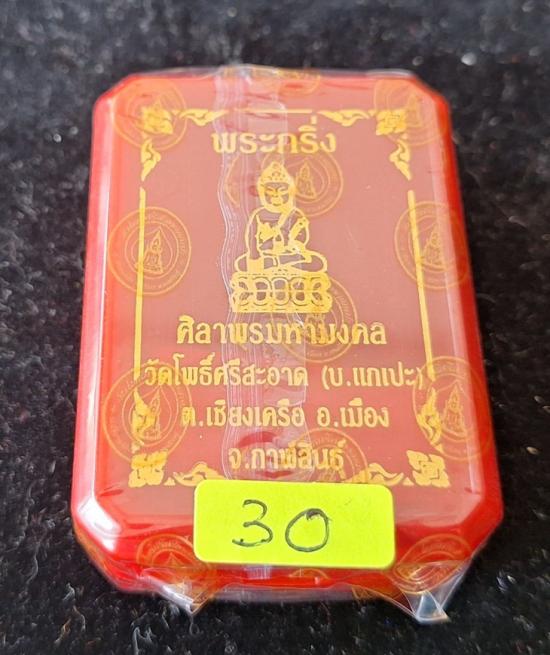 พระกริ่ง
ศิลาพรมหามงคล
วัดโพธิ์ศรีสะอาด (บ.แกเปะ)
ต.เชียงเครือ อ.เมือง
จ.กาฬสินธุ์
30